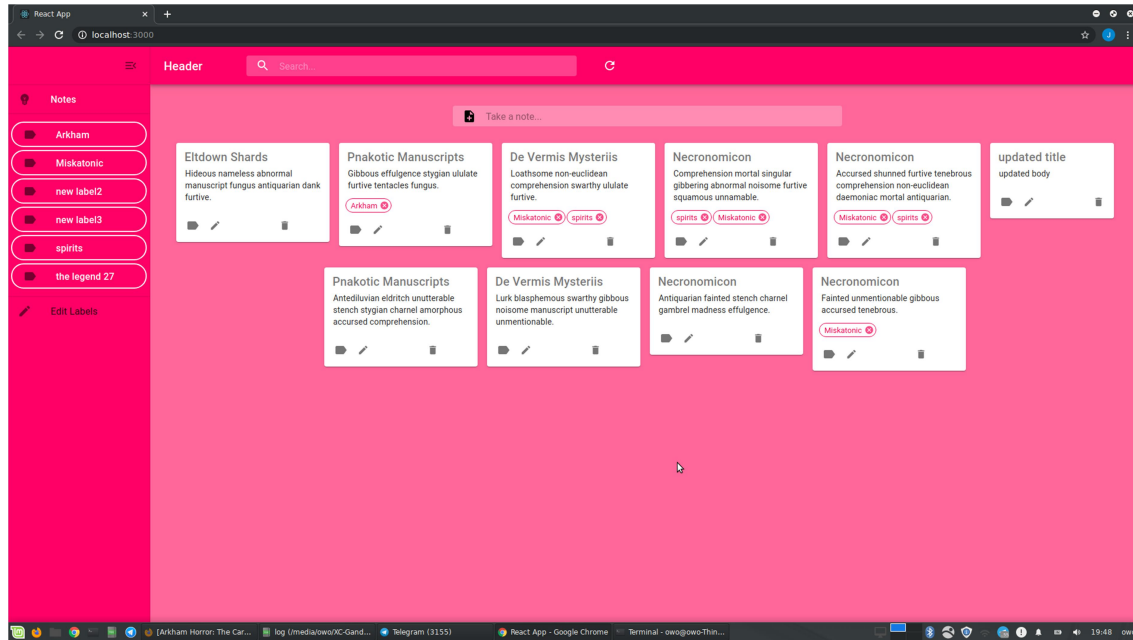 React App
localhost:3000
J
Header
Search...
Notes
Arkham
Miskatonic
new label2
new label3
spirits
the legend 27
Edit Labels
Take a note...
Eltdown Shards
Hideous nameless abnormal
manuscript fungus antiquarian dank
furtive.
Pnakotic Manuscripts
Gibbous effulgence stygian ululate
furtive tentacles fungus.
Arkham
De Vermis Mysteriis
Loathsome non-euclidean
comprehension swarthy ululate
furtive.
Miskatonic spirits
Necronomicon
Comprehension mortal singular
gibbering abnormal noisome furtive
squamous unnamable.
spirits Miskatonic
Necronomicon
Accursed shunned furtive tenebrous
comprehension non-euclidean
daemoniac mortal antiquarian.
Miskatonic spirits
updated title
updated body
Pnakotic Manuscripts
Antediluvian eldritch unutterable
stench stygian charnel amorphous
accursed comprehension.
De Vermis Mysteriis
Lurk blasphemous swarthy gibbous
noisome manuscript unutterable
unmentionable.
Necronomicon
Antiquarian fainted stench charnel
gambrel madness effulgence.
Necronomicon
Fainted unmentionable gibbous
accursed tenebrous.
Miskatonic
[Arkham Horror: The Car... log (/media/owo/XC-Gand... Telegram (3155) React App - Google Chrome Terminal - owo@owo-Thin... 19:48 owo